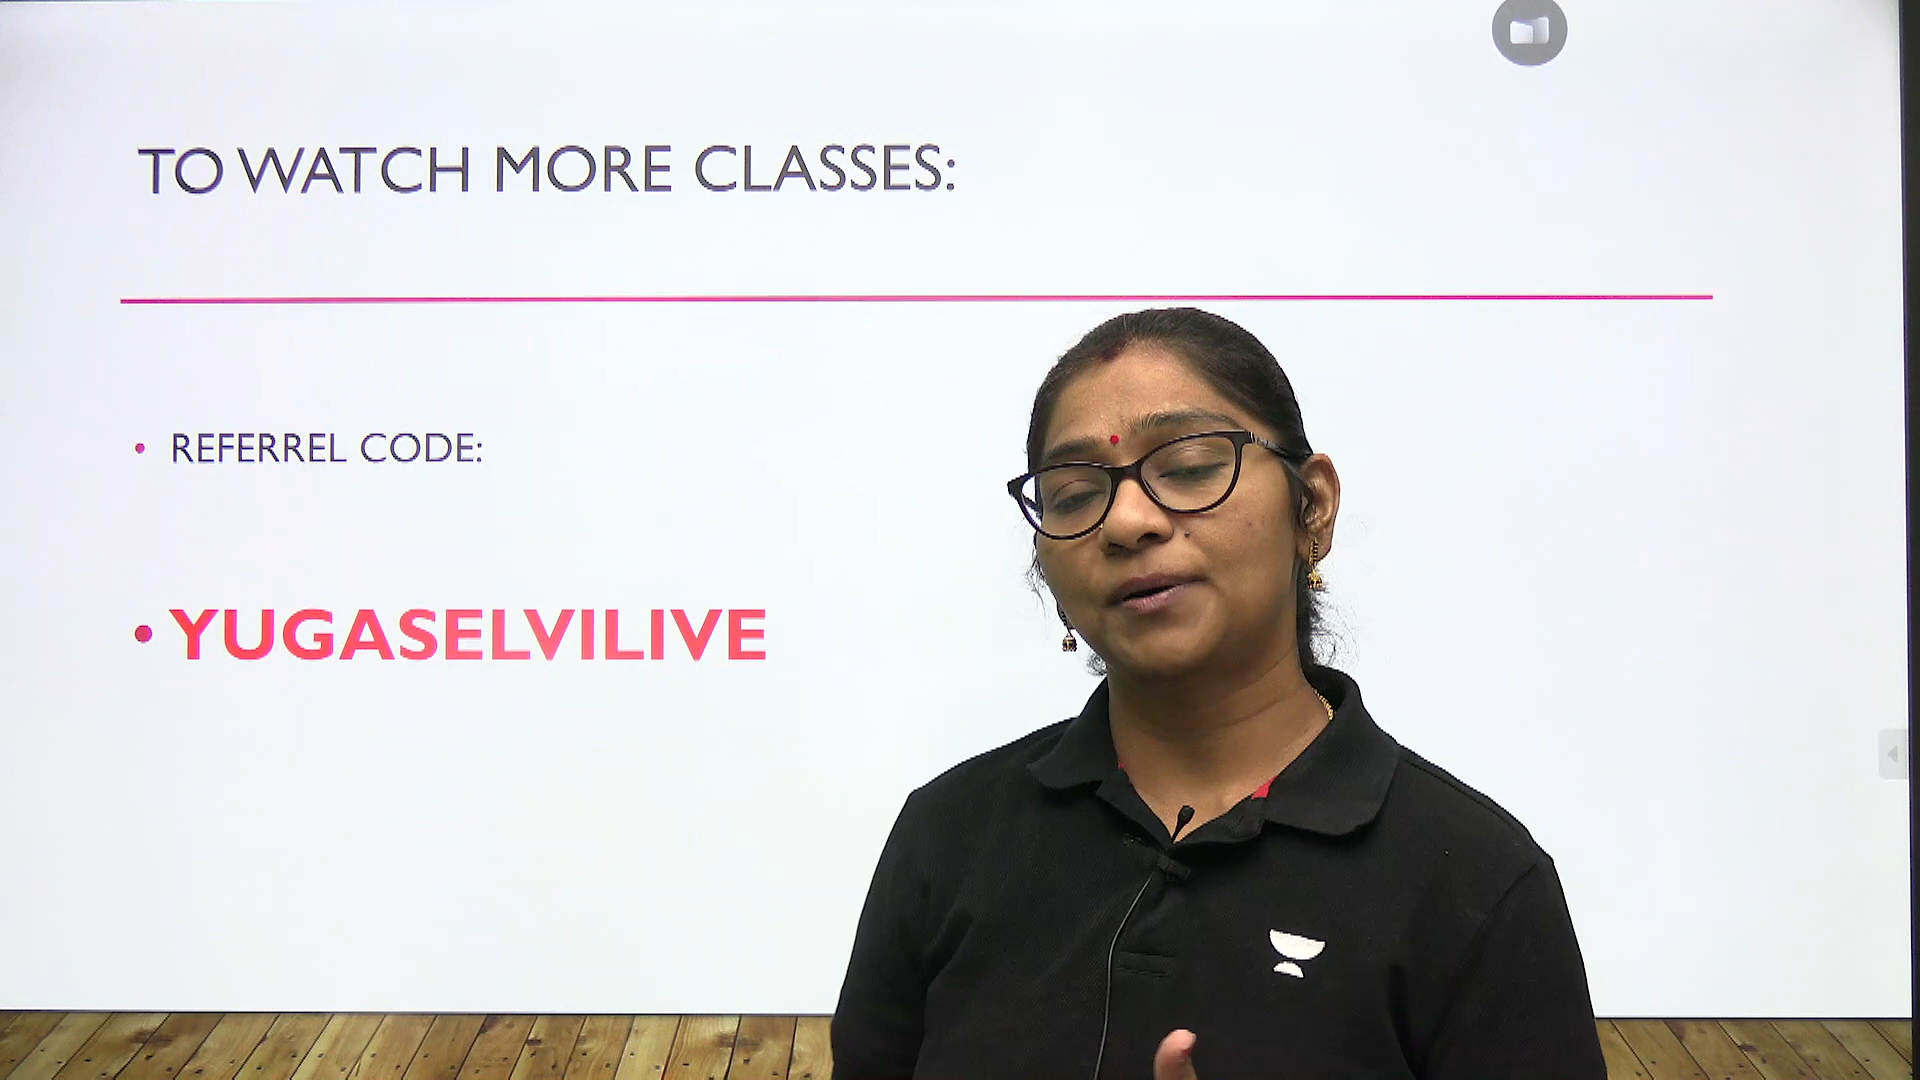 TO WATCH MORE CLASSES:
• REFERREL CODE:
• YUGASELVILIVE